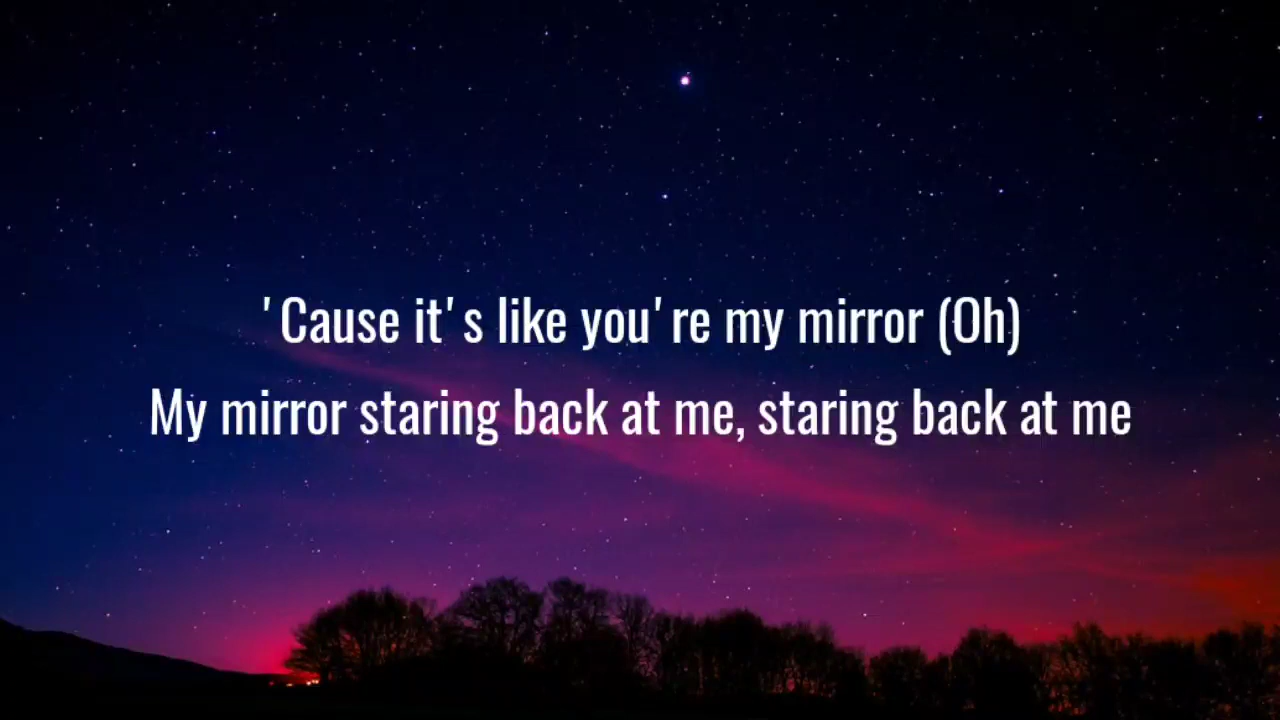 'Cause it's like you're my mirror (Oh)
My mirror staring back at me, staring back at me